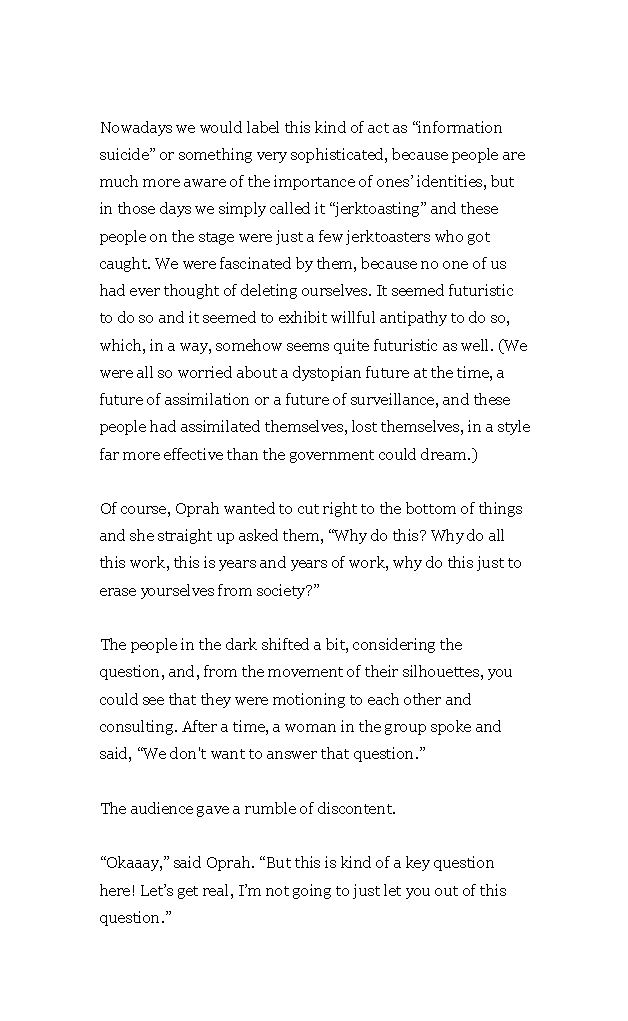 Nowadays we would label this kind of act as “information
suicide” or something very sophisticated, because people are
much more aware of the importance of ones’ identities, but
in those days we simply called it “jerktoasting” and these
people on the stage were just a few jerktoasters who got
caught. We were fascinated by them, because no one of us
had ever thought of deleting ourselves. It seemed futuristic
to do so and it seemed to exhibit willful antipathy to do so,
which, in a way, somehow seems quite futuristic as well. (We
were all so worried about a dystopian future at the time, a
future of assimilation or a future of surveillance, and these
people had assimilated themselves, lost themselves, in a style
far more effective than the government could dream.)
Of course, Oprah wanted to cut right to the bottom of things
and she straight up asked them, “Why do this? Why do all
this work, this is years and years of work, why do this just to
erase yourselves from society?”
The people in the dark shifted a bit, considering the
question, and, from the movement of their silhouettes, you
could see that they were motioning to each other and
consulting. After a time, a woman in the group spoke and
said, “We don't want to answer that question.”
The audience gave a rumble of discontent.
“Okaaay,” said Oprah. “But this is kind of a key question
here! Let’s get real, I’m not going to just let you out of this
question.”